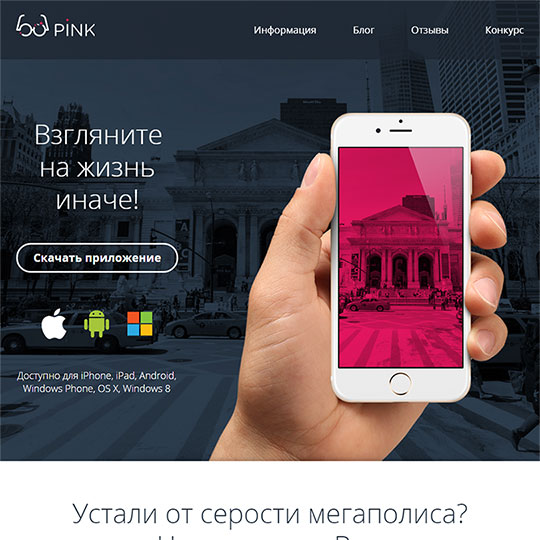 PINK
Информация
Блог
Отзывы
Конкурс
Взгляните
на жизнь
иначе!
Скачать приложение
Доступно для iPhone, iPad, Android,
Windows Phone, OS X, Windows 8
Устали от серости мегаполиса?